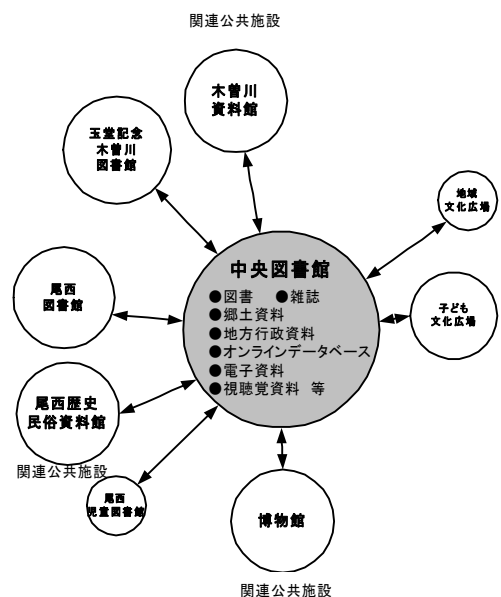 関連公共施設
木曽川
資料館
玉堂記念
木曽川
図書館
地域
文化広場
中央図書館
●図書 ●雑誌
●郷土資料
●地方行政資料
●オンラインデータベース
●電子資料
●視聴覚資料 等
尾西
図書館
子ども
文化広場
尾西歴史
民俗資料館
関連公共施設
尾西
児童図書館
博物館
関連公共施設